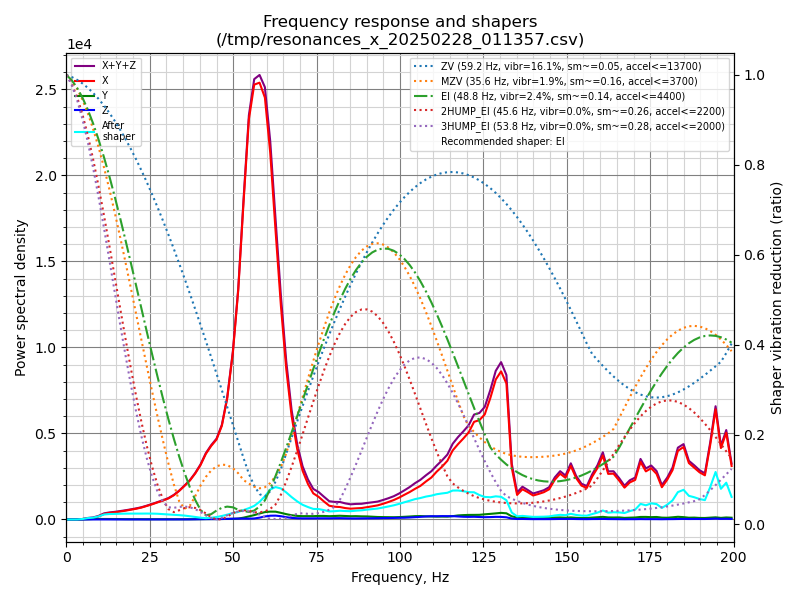 Frequency response and shapers
(/tmp/resonances_x_20250228_011357.csv)
1e4
X+Y+Z
X
Y
Z
After
shaper
ZV (59.2 Hz, vibr=16.1%, sm~=0.05, accel<=13700)
MZV (35.6 Hz, vibr=1.9%, sm~=0.16, accel<=3700)
EI (48.8 Hz, vibr=2.4%, sm~=0.14, accel<=4400)
2HUMP_EI (45.6 Hz, vibr=0.0%, sm~=0.26, accel<=2200)
3HUMP_EI (53.8 Hz, vibr=0.0%, sm~=0.28, accel<=2000)
Recommended shaper: EI
2.5
2.0
1.5
1.0
0.5
0.0
Power spectral density
1.0
0.8
0.6
0.4
0.2
0.0
Shaper vibration reduction (ratio)
0 25 50 75 100 125 150 175 200
Frequency, Hz